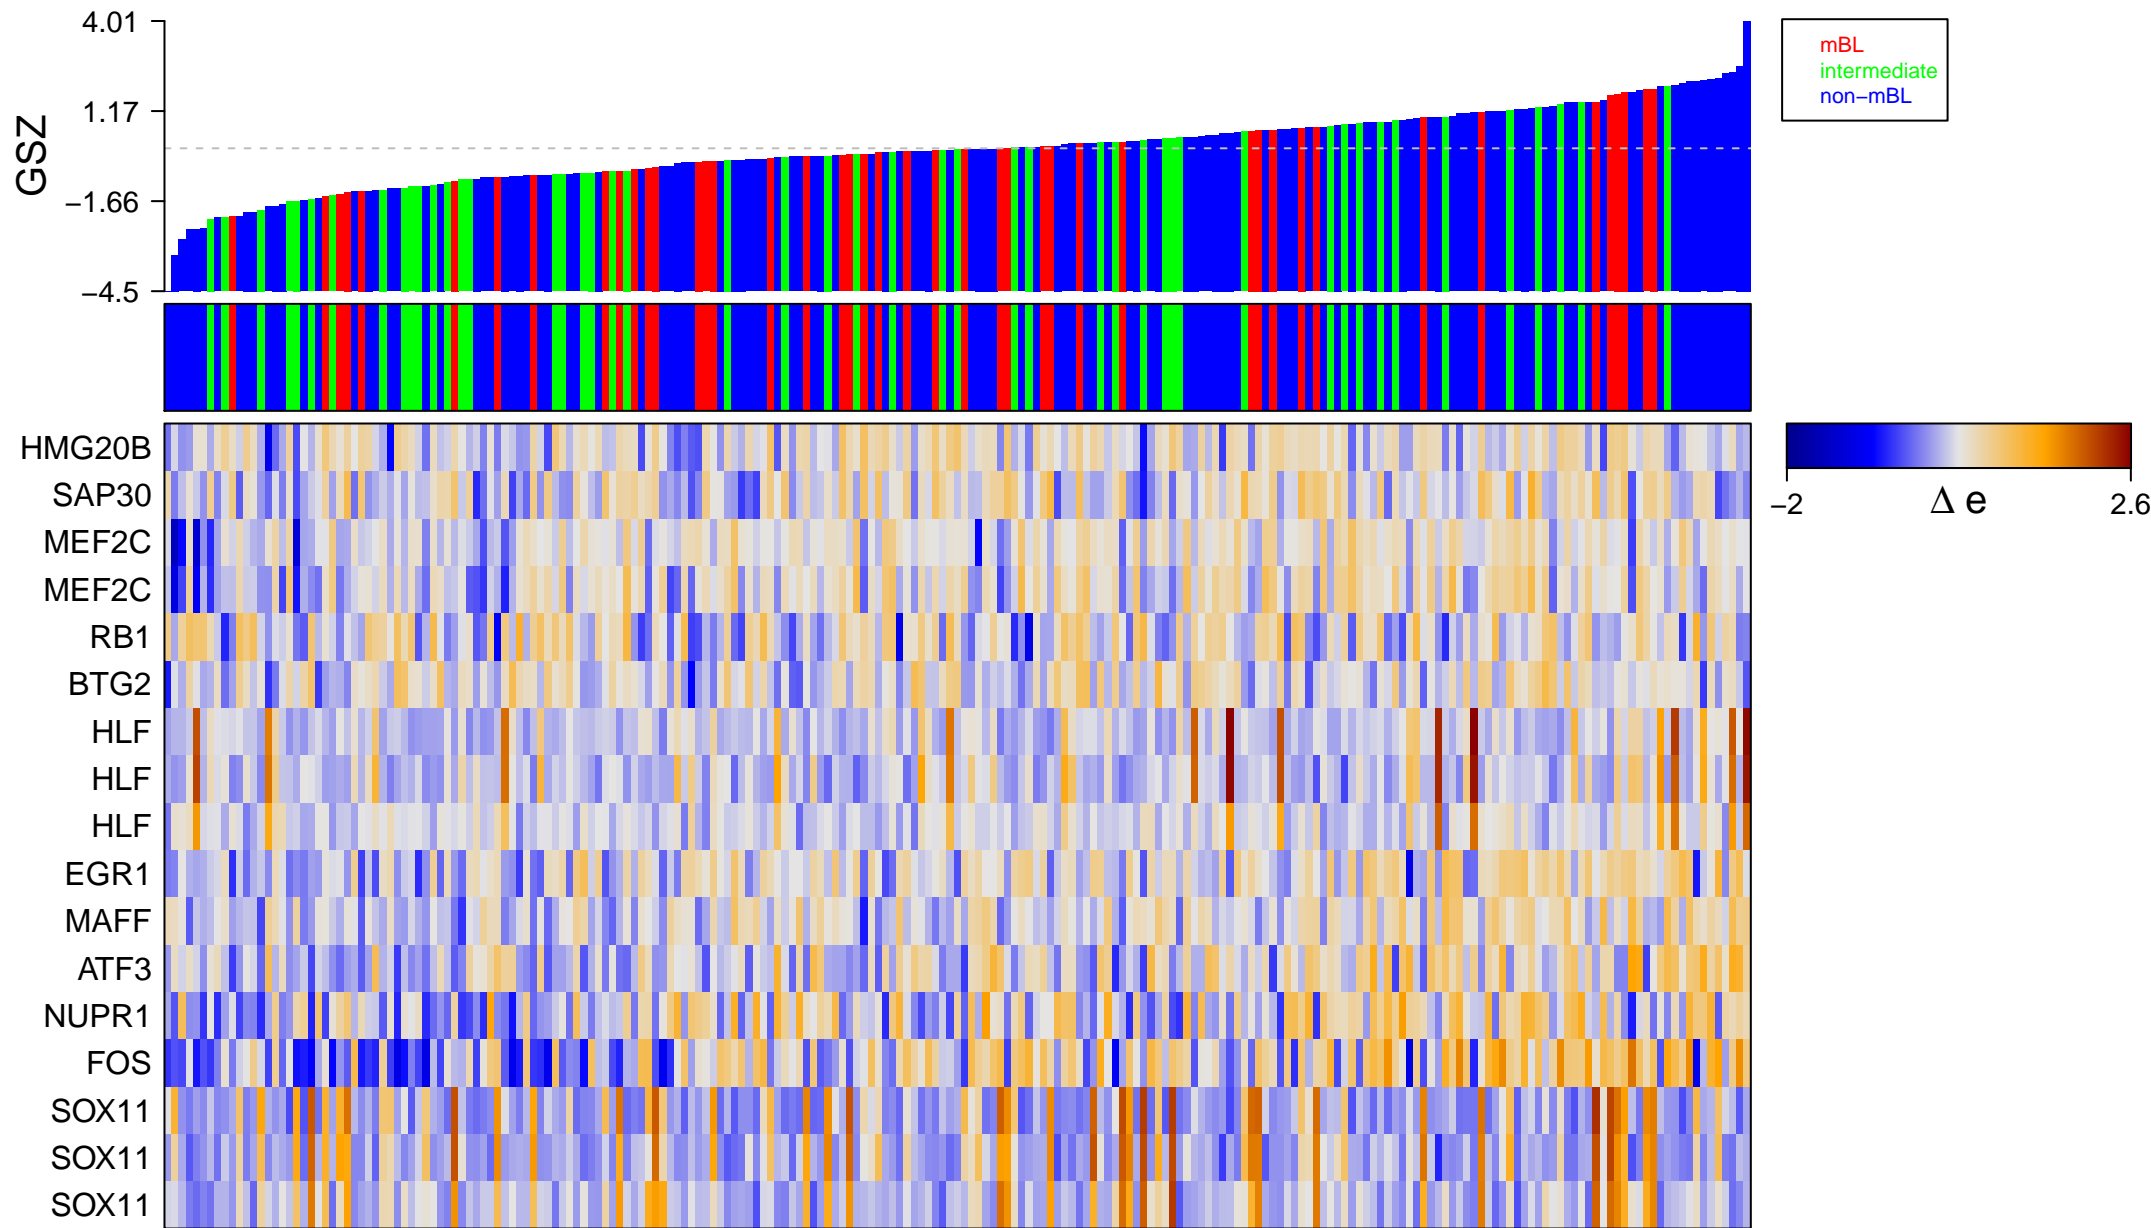 4.01
1.17
−1.66
−4.5
GSZ
mBL
intermediate
non−mBL
HMG20B
SAP30
MEF2C
MEF2C
RB1
BTG2
HLF
HLF
HLF
EGR1
MAFF
ATF3
NUPR1
FOS
SOX11
SOX11
SOX11
−2
Δ e
2.6